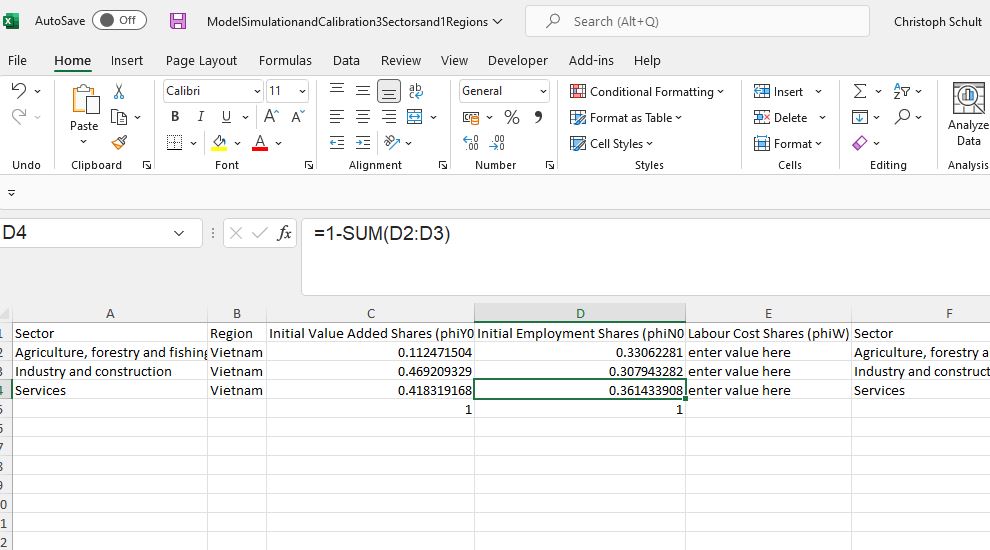 AutoSave Off ModelSimulationandCalibration3Sectorsand1Regions Search (Alt+Q) Christoph Schult
File Home Insert Page Layout Formulas Data Review View Developer Add-ins Help
Calibri 11 ab General Conditional Formatting Insert
Paste B I U A A % Format as Table Delete Analyze
A Cell Styles Format Data
Undo Clipboard Font Alignment Number Styles Cells Editing Analysis
D4 fx =1-SUM(D2:D3)
A B C D E F
1 Sector Region Initial Value Added Shares (phiY0 Initial Employment Shares (phiN0 Labour Cost Shares (phiW) Sector
2 Agriculture, forestry and fishing Vietnam 0.112471504 0.33062281 enter value here Agriculture, forestry a
3 Industry and construction Vietnam 0.469209329 0.307943282 enter value here Industry and construct
4 Services Vietnam 0.418319168 0.361433908 enter value here Services
5 1 1
6
7
8
9
0
1
2